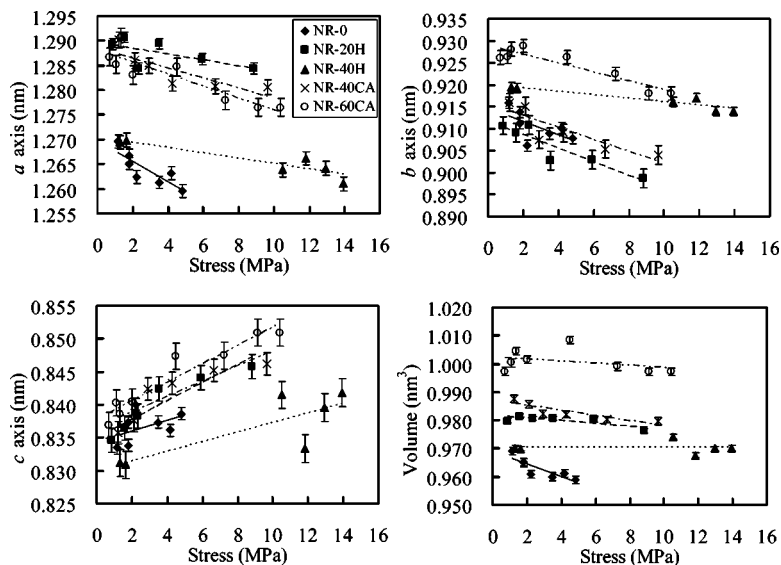 1.295
1.290
1.285
1.280
1.275
1.270
1.265
1.260
1.255
a axis (nm)
0 2 4 6 8 10 12 14 16
Stress (MPa)
NR-0
NR-20H
NR-40H
NR-40CA
NR-60CA
0.935
0.930
0.925
0.920
0.915
0.910
0.905
0.900
0.895
0.890
b axis (nm)
0 2 4 6 8 10 12 14 16
Stress (MPa)
0.855
0.850
0.845
0.840
0.835
0.830
0.825
c axis (nm)
0 2 4 6 8 10 12 14 16
Stress (MPa)
1.020
1.010
1.000
0.990
0.980
0.970
0.960
0.950
Volume (nm³)
0 2 4 6 8 10 12 14 16
Stress (MPa)